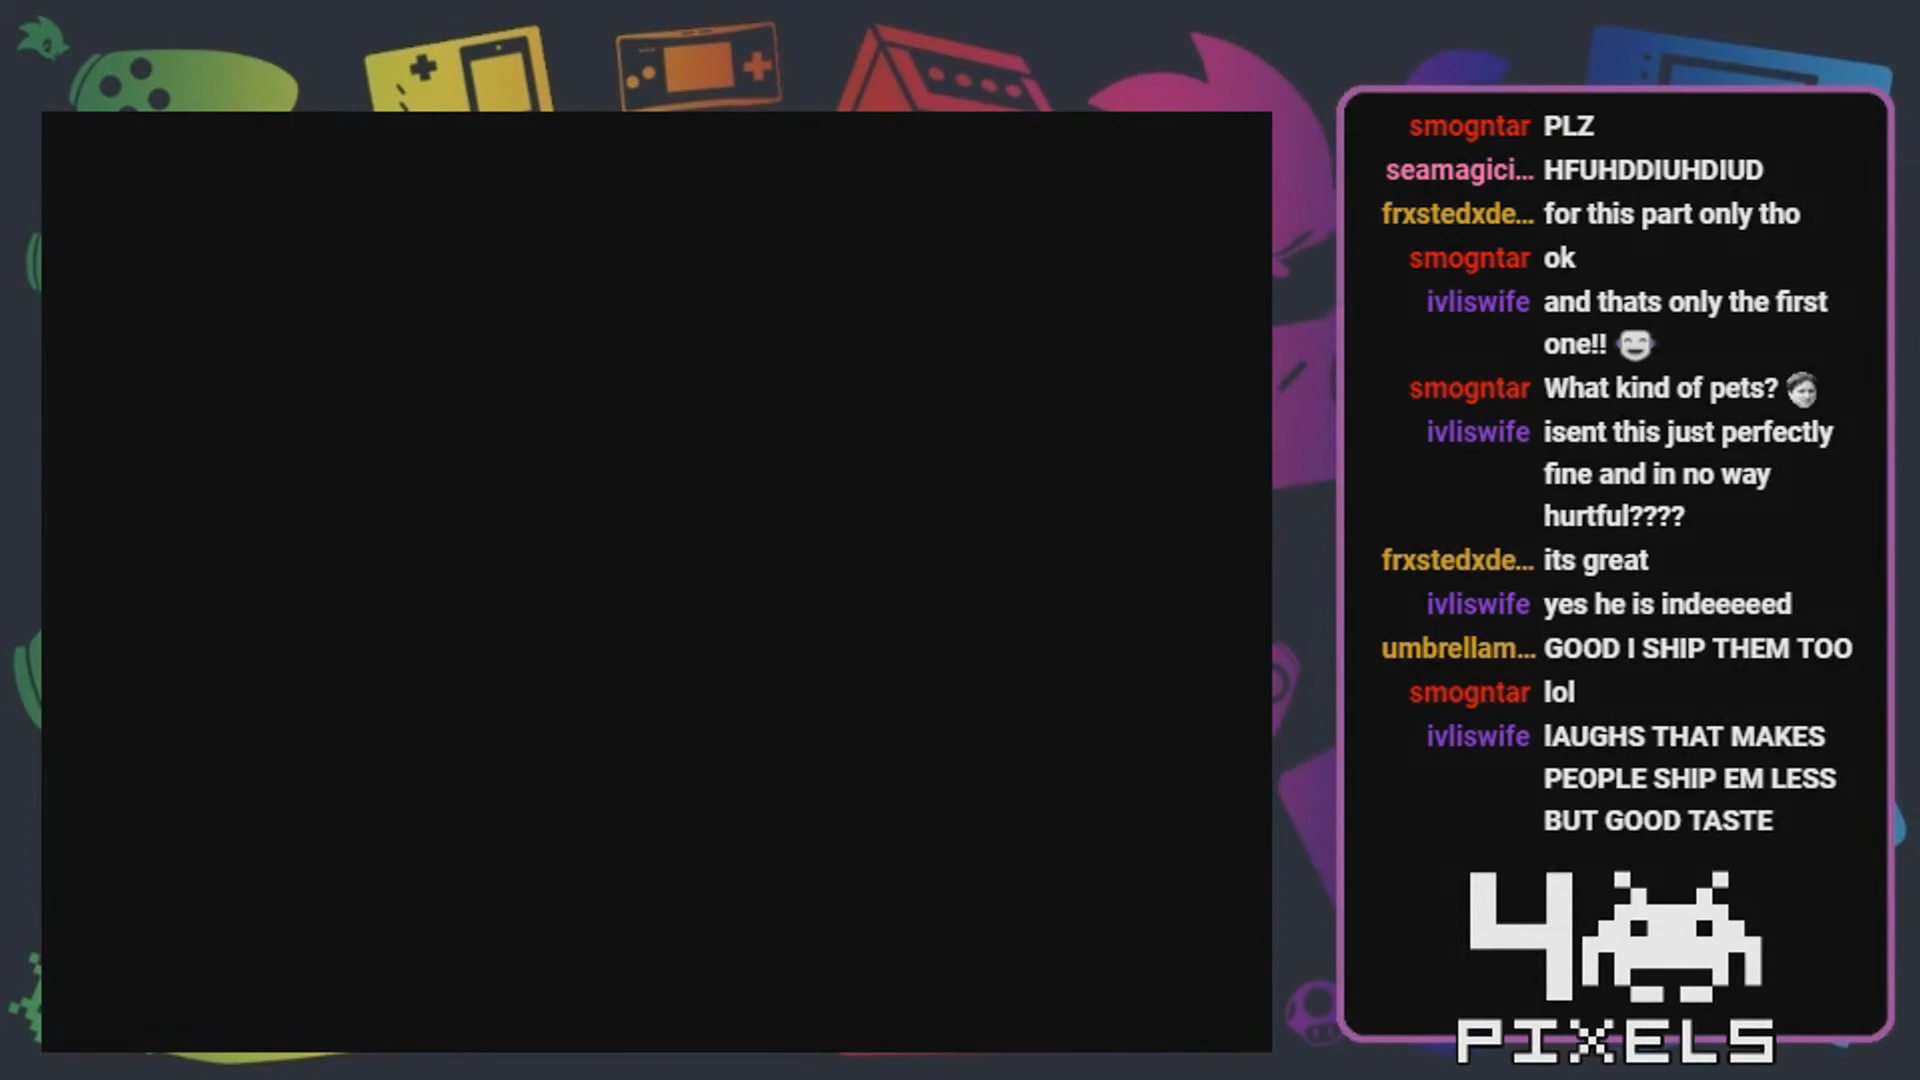 smogntar PLZ
seamagici... HFUHDDIUHDIUD
frxstedxde... for this part only tho
smogntar ok
ivliswife and thats only the first
one!!
smogntar What kind of pets?
ivliswife isent this just perfectly
fine and in no way
hurtful????
frxstedxde... its great
ivliswife yes he is indeeeeed
umbrellam... GOOD I SHIP THEM TOO
smogntar lol
ivliswife lAUGHS THAT MAKES
PEOPLE SHIP EM LESS
BUT GOOD TASTE
4
PIXELS